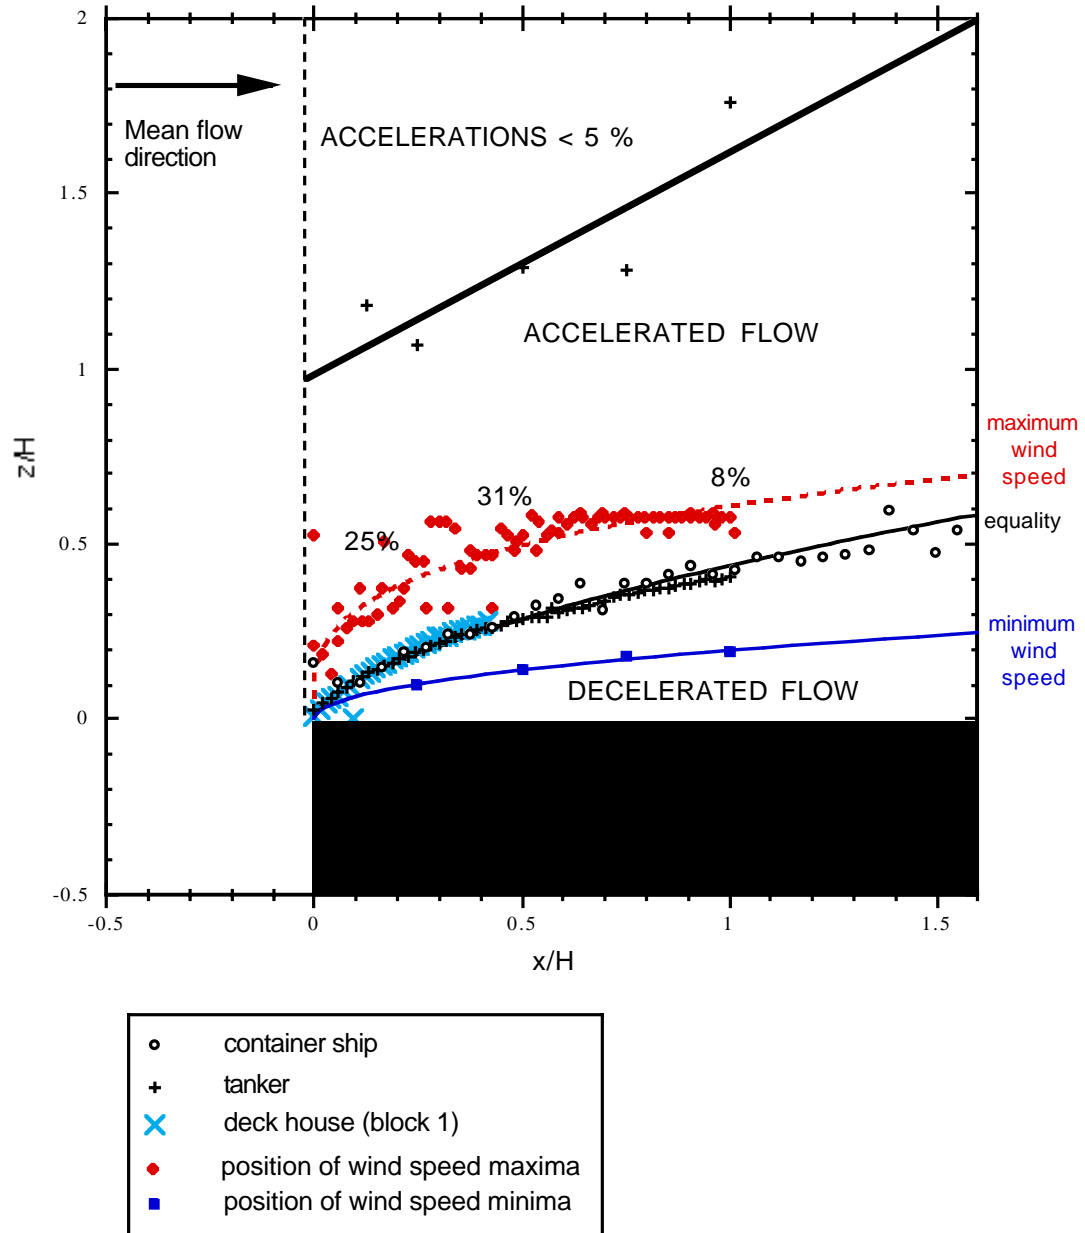 2
Mean flow
direction
ACCELERATIONS < 5 %
1.5
ACCELERATED FLOW
1
z/H
maximum
wind
speed
8%
31%
25%
equality
0.5
minimum
wind
speed
DECELERATED FLOW
0
-0.5
-0.5
0
0.5
1
1.5
x/H
container ship
tanker
deck house (block 1)
position of wind speed maxima
position of wind speed minima